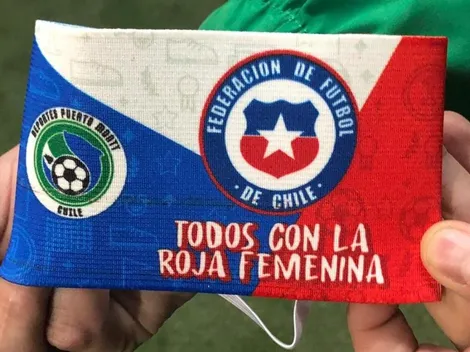 FEDERACION DE FUTBOL
· DE CHILE ·
DEPORTES PUERTO MONTT
CHILE
TODOS CON LA
ROJA FEMENINA